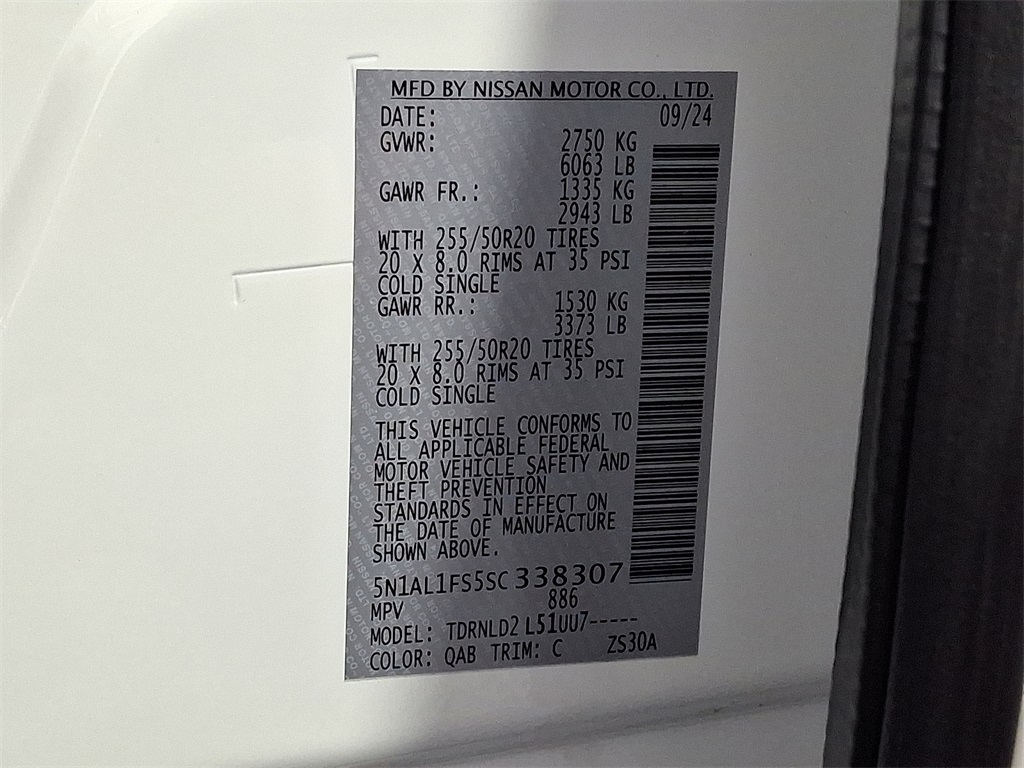 MFD BY NISSAN MOTOR CO., LTD.
DATE: 09/24
GVWR: 2750 KG
6063 LB
GAWR FR.: 1335 KG
2943 LB
WITH 255/50R20 TIRES
20 X 8.0 RIMS AT 35 PSI
COLD SINGLE
GAWR RR.: 1530 KG
3373 LB
WITH 255/50R20 TIRES
20 X 8.0 RIMS AT 35 PSI
COLD SINGLE
THIS VEHICLE CONFORMS TO
ALL APPLICABLE FEDERAL
MOTOR VEHICLE SAFETY AND
THEFT PREVENTION
STANDARDS IN EFFECT ON
THE DATE OF MANUFACTURE
SHOWN ABOVE.
5N1AL1FS5SC338307
MPV 886
MODEL: TDRNLD2 L51UU7-----
COLOR: QAB TRIM: C ZS30A